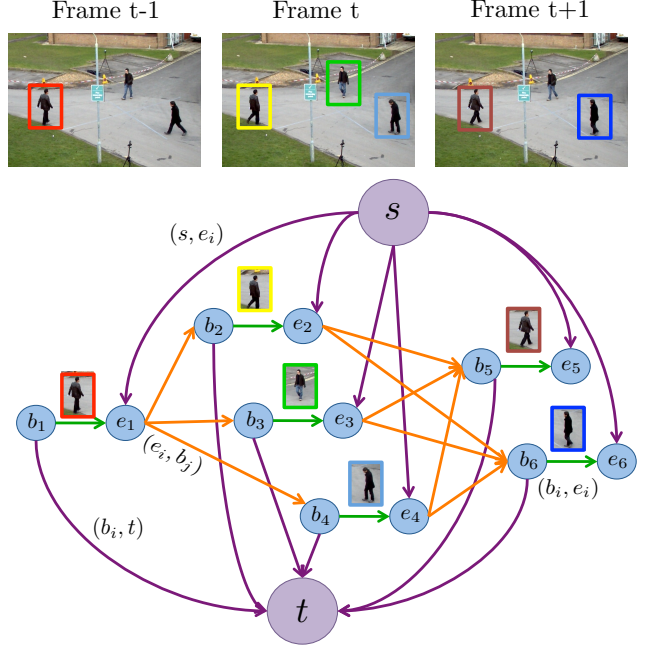 Frame t-1 Frame t Frame t+1
s
(s, e_i)
b_2 e_2
b_5 e_5
b_1 e_1 b_3 e_3
(e_i, b_j)
b_6 e_6
(b_i, e_i)
b_4 e_4
(b_i, t)
t